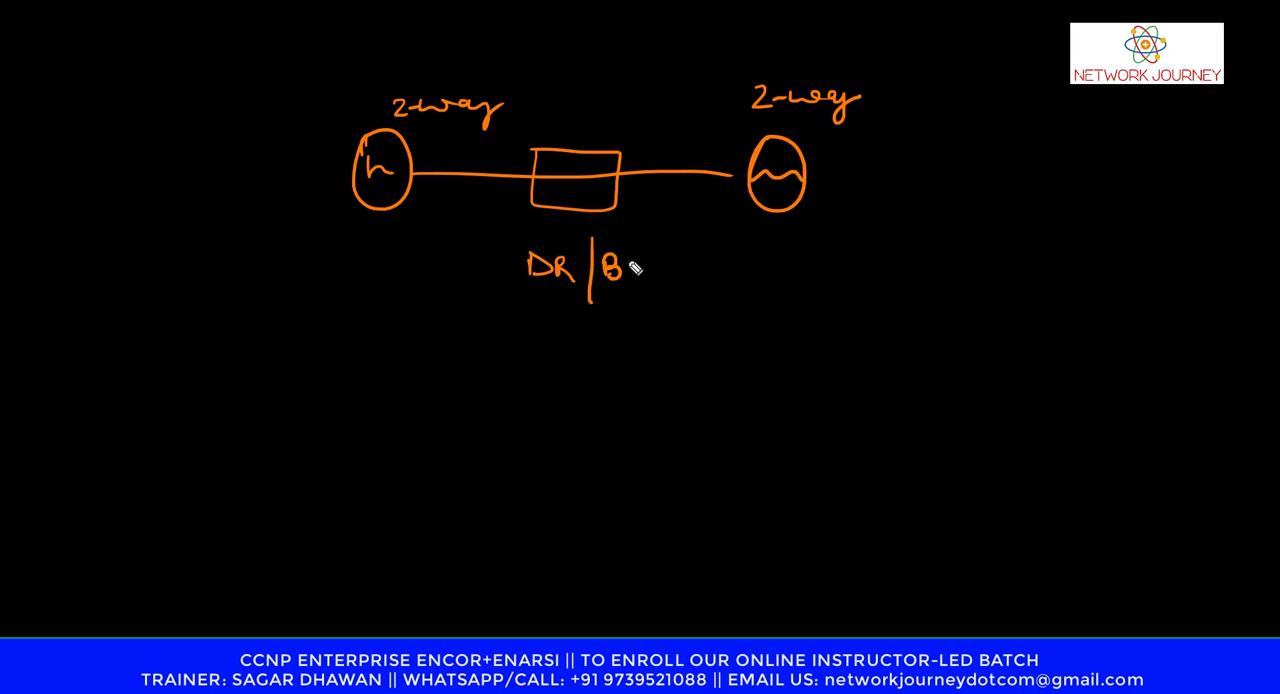 NETWORK JOURNEY
2-way
2-way
DR | B
CCNP ENTERPRISE ENCOR+ENARSI || TO ENROLL OUR ONLINE INSTRUCTOR-LED BATCH
TRAINER: SAGAR DHAWAN || WHATSAPP/CALL: +91 9739521088 || EMAIL US: networkjourneydotcom@gmail.com